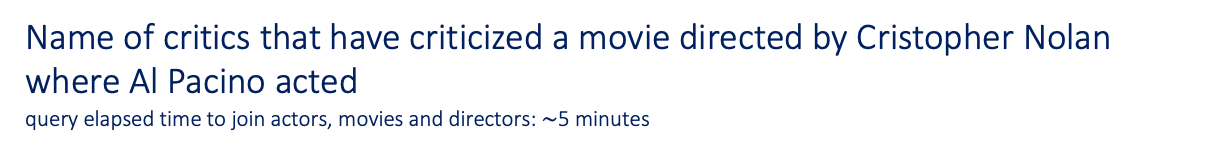 Name of critics that have criticized a movie directed by Cristopher Nolan
where Al Pacino acted
query elapsed time to join actors, movies and directors: ~5 minutes